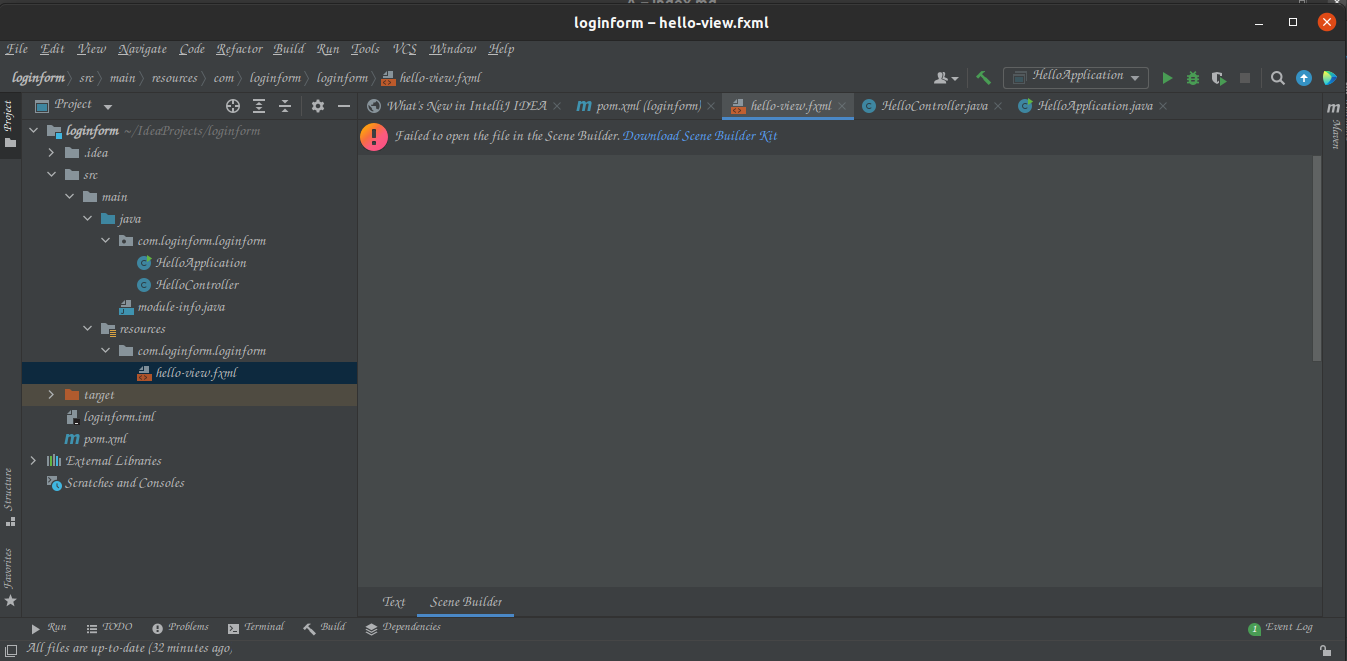 loginform – hello-view.fxml
File Edit View Navigate Code Refactor Build Run Tools VCS Window Help
loginform src main resources com loginform loginform hello-view.fxml
HelloApplication
Project
What's New in IntelliJ IDEA
pom.xml (loginform)
hello-view.fxml
HelloController.java
HelloApplication.java
Failed to open the file in the Scene Builder. Download Scene Builder Kit
loginform ~/IdeaProjects/loginform
.idea
src
main
java
com.loginform.loginform
HelloApplication
HelloController
module-info.java
resources
com.loginform.loginform
hello-view.fxml
target
loginform.iml
pom.xml
External Libraries
Scratches and Consoles
Project
Structure
Favorites
Maven
Text Scene Builder
Run TODO Problems Terminal Build Dependencies
1 Event Log
All files are up-to-date (32 minutes ago)